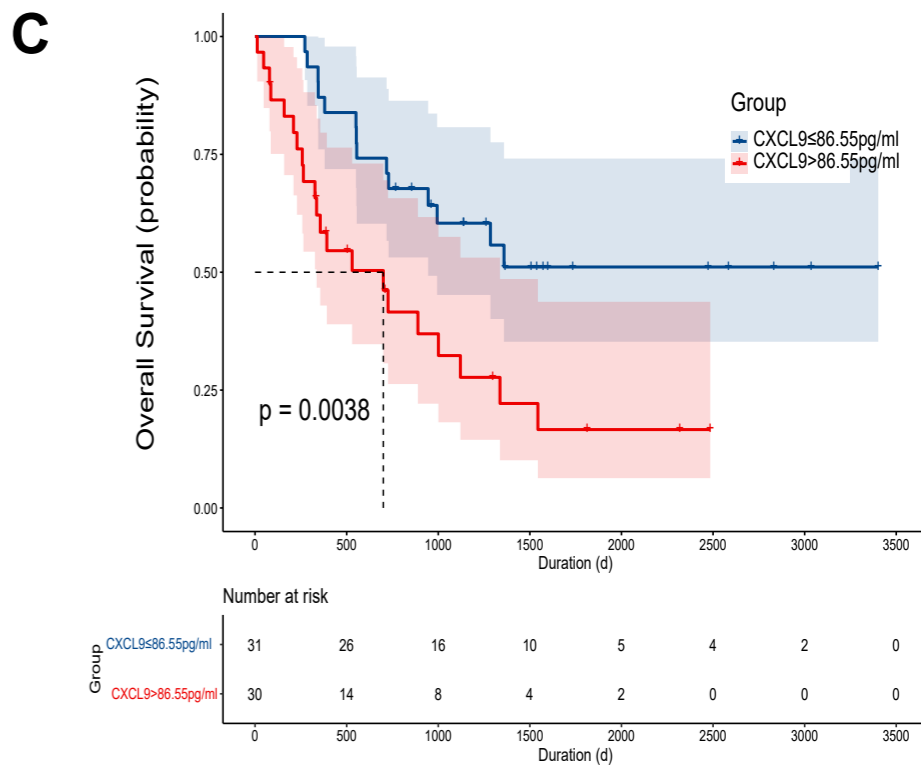 C
Overall Survival (probability)
1.00
0.75
0.50
0.25
0.00
Group
CXCL9≤86.55pg/ml
CXCL9>86.55pg/ml
p = 0.0038
0 500 1000 1500 2000 2500 3000 3500
Duration (d)
Number at risk
Group
CXCL9≤86.55pg/ml 31 26 16 10 5 4 2 0
CXCL9>86.55pg/ml 30 14 8 4 2 0 0 0
0 500 1000 1500 2000 2500 3000 3500
Duration (d)